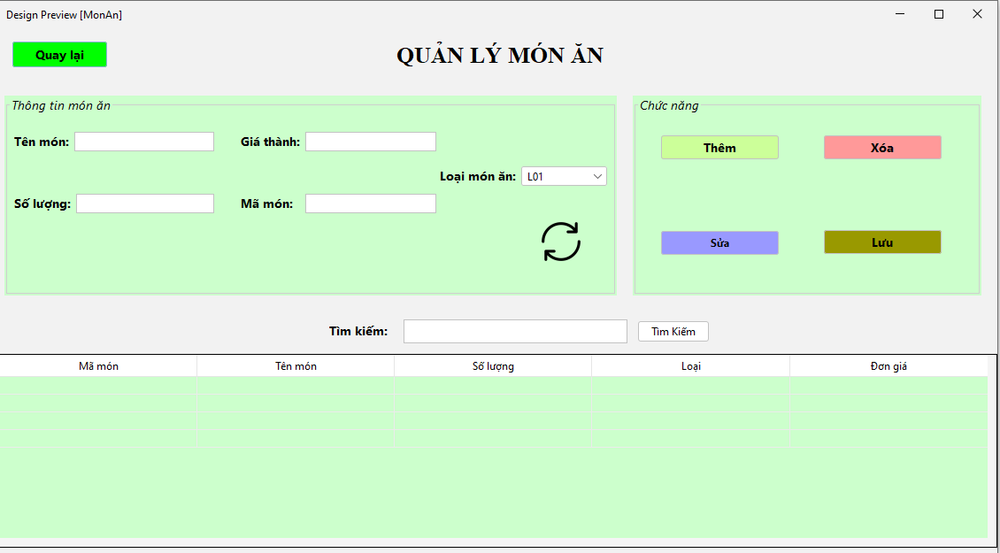 Design Preview [MonAn]
Quay lại
QUẢN LÝ MÓN ĂN
Thông tin món ăn
Chức năng
Tên món:
Giá thành:
Thêm
Xóa
Loại món ăn: L01
Số lượng:
Mã món:
Sửa
Lưu
Tìm kiếm:
Tìm Kiếm
Mã món
Tên món
Số lượng
Loại
Đơn giá